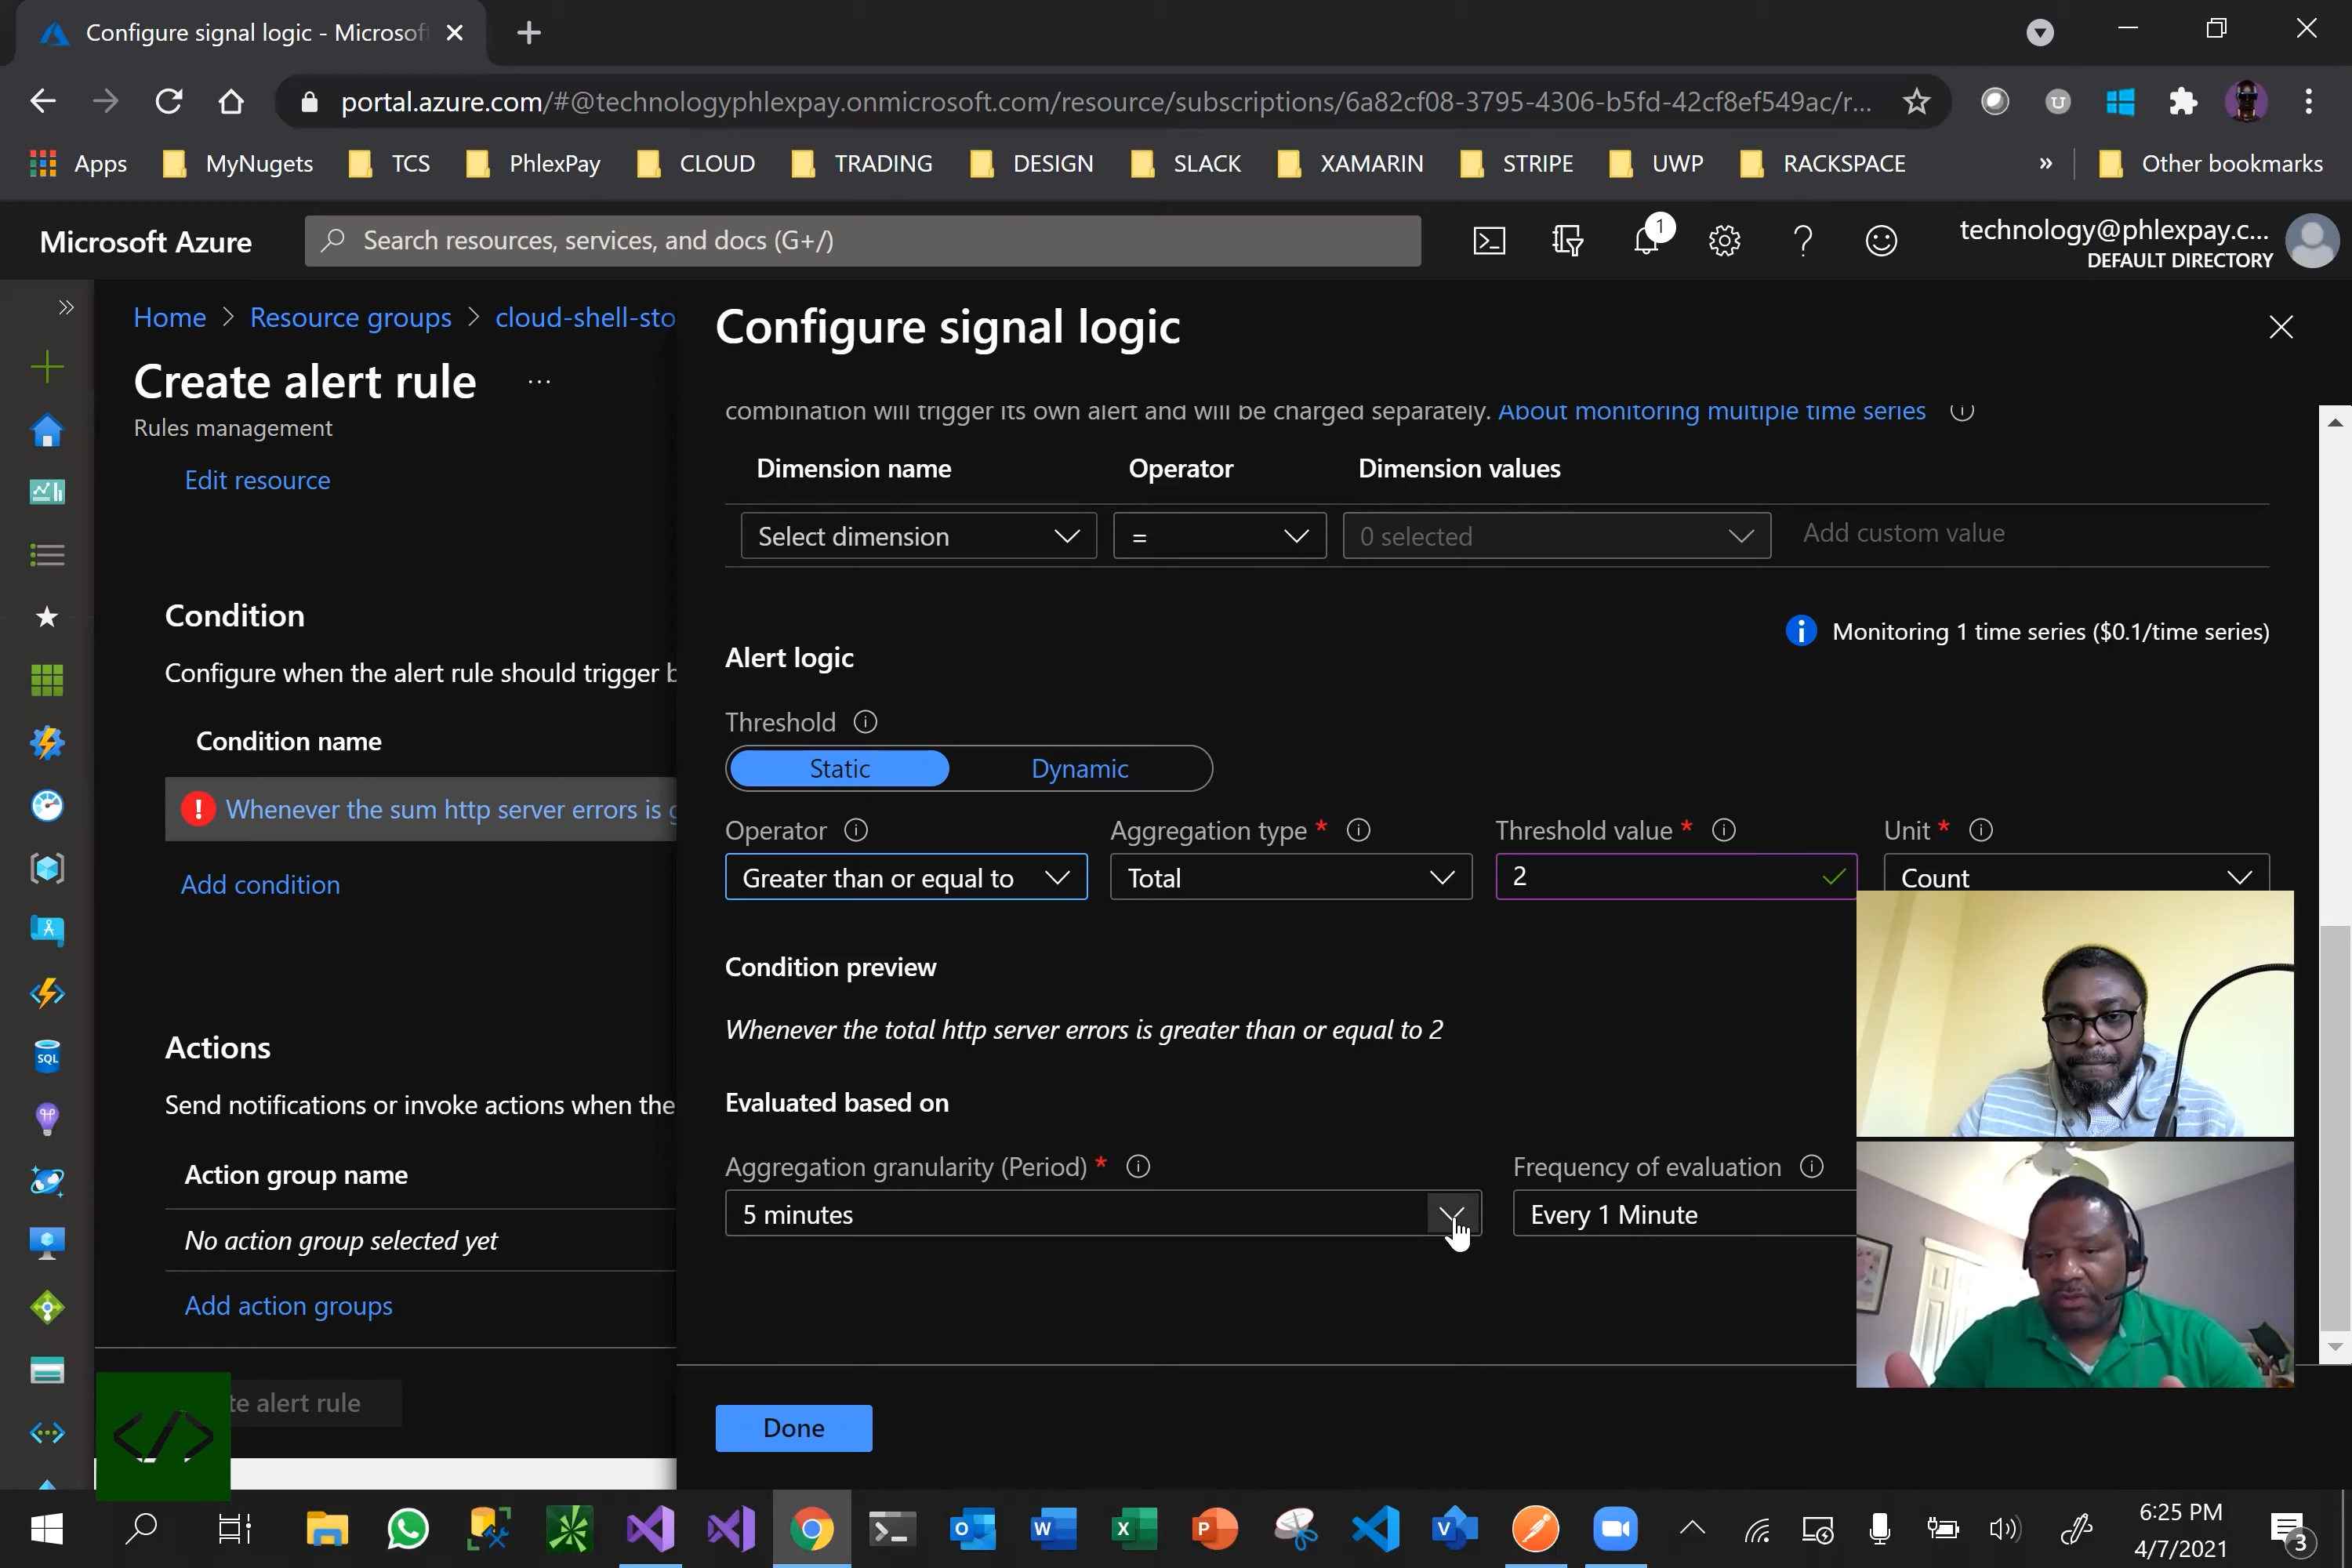 Configure signal logic - Microsof
portal.azure.com/#@technologyphlexpay.onmicrosoft.com/resource/subscriptions/6a82cf08-3795-4306-b5fd-42cf8ef549ac/r...
Apps MyNugets TCS PhlexPay CLOUD TRADING DESIGN SLACK XAMARIN STRIPE UWP RACKSPACE » Other bookmarks
Microsoft Azure
Search resources, services, and docs (G+/)
1
technology@phlexpay.c...
DEFAULT DIRECTORY
Home > Resource groups > cloud-shell-sto
Create alert rule ...
Rules management
Edit resource
Condition
Configure when the alert rule should trigger b
Condition name
Whenever the sum http server errors is g
Add condition
Actions
Send notifications or invoke actions when the
Action group name
No action group selected yet
Add action groups
te alert rule
</>
Configure signal logic
combination will trigger its own alert and will be charged separately. About monitoring multiple time series
Dimension name Operator Dimension values
Select dimension = 0 selected Add custom value
Monitoring 1 time series ($0.1/time series)
Alert logic
Threshold
Static Dynamic
Operator Aggregation type * Threshold value * Unit *
Greater than or equal to Total 2 Count
Condition preview
Whenever the total http server errors is greater than or equal to 2
Evaluated based on
Aggregation granularity (Period) * Frequency of evaluation
5 minutes Every 1 Minute
Done
SQL
6:25 PM
4/7/2021
3